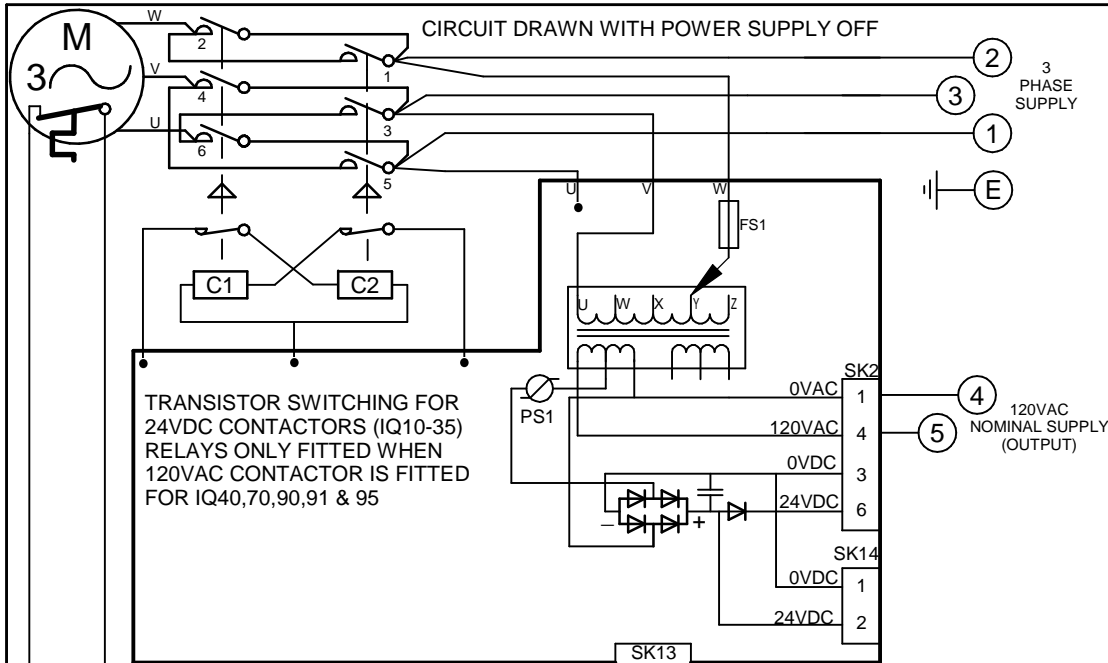 CIRCUIT DRAWN WITH POWER SUPPLY OFF
W
M
3
2
1
2
3
PHASE
SUPPLY
V
4
3
3
U
6
5
1
U
V
W
E
FS1
C1
C2
U
W
X
Y
Z
SK2
PS1
0VAC
1
4
120VAC
NOMINAL SUPPLY
(OUTPUT)
120VAC
4
5
0VDC
3
24VDC
6
TRANSISTOR SWITCHING FOR
24VDC CONTACTORS (IQ10-35)
RELAYS ONLY FITTED WHEN
120VAC CONTACTOR IS FITTED
FOR IQ40,70,90,91 & 95
–
+
SK14
0VDC
1
24VDC
2
SK13